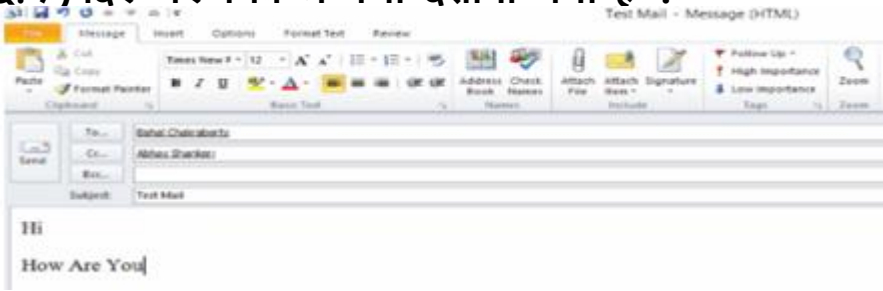 Test Mail - Message (HTML)
File Message Insert Options Format Text Review
Cut
Copy
Format Painter
Paste
Clipboard
Times New R 12
B I U
Basic Text
Address Book
Check Names
Names
Attach File
Attach Item
Signature
Include
Follow Up
High Importance
Low Importance
Tags
Zoom
Zoom
Send
To...
Cc... Abhay Shanker;
Bcc...
Subject: Test Mail
Hi
How Are You